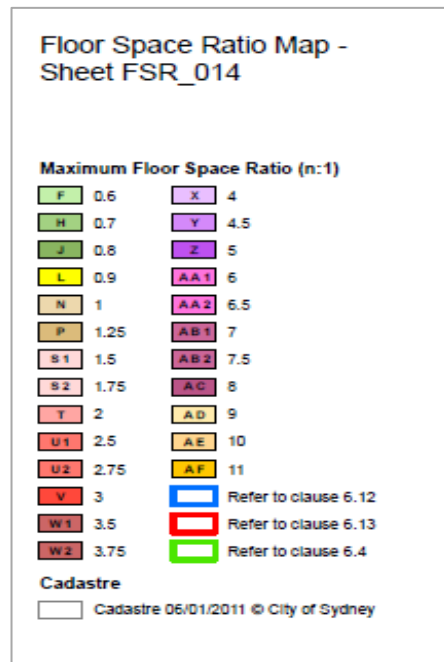 Floor Space Ratio Map -
Sheet FSR_014
Maximum Floor Space Ratio (n:1)
F 0.6
H 0.7
J 0.8
L 0.9
N 1
P 1.25
S1 1.5
S2 1.75
T 2
U1 2.5
U2 2.75
V 3
W1 3.5
W2 3.75
X 4
Y 4.5
Z 5
AA1 6
AA2 6.5
AB1 7
AB2 7.5
AC 8
AD 9
AE 10
AF 11
Refer to clause 6.12
Refer to clause 6.13
Refer to clause 6.4
Cadastre
Cadastre 06/01/2011 © City of Sydney